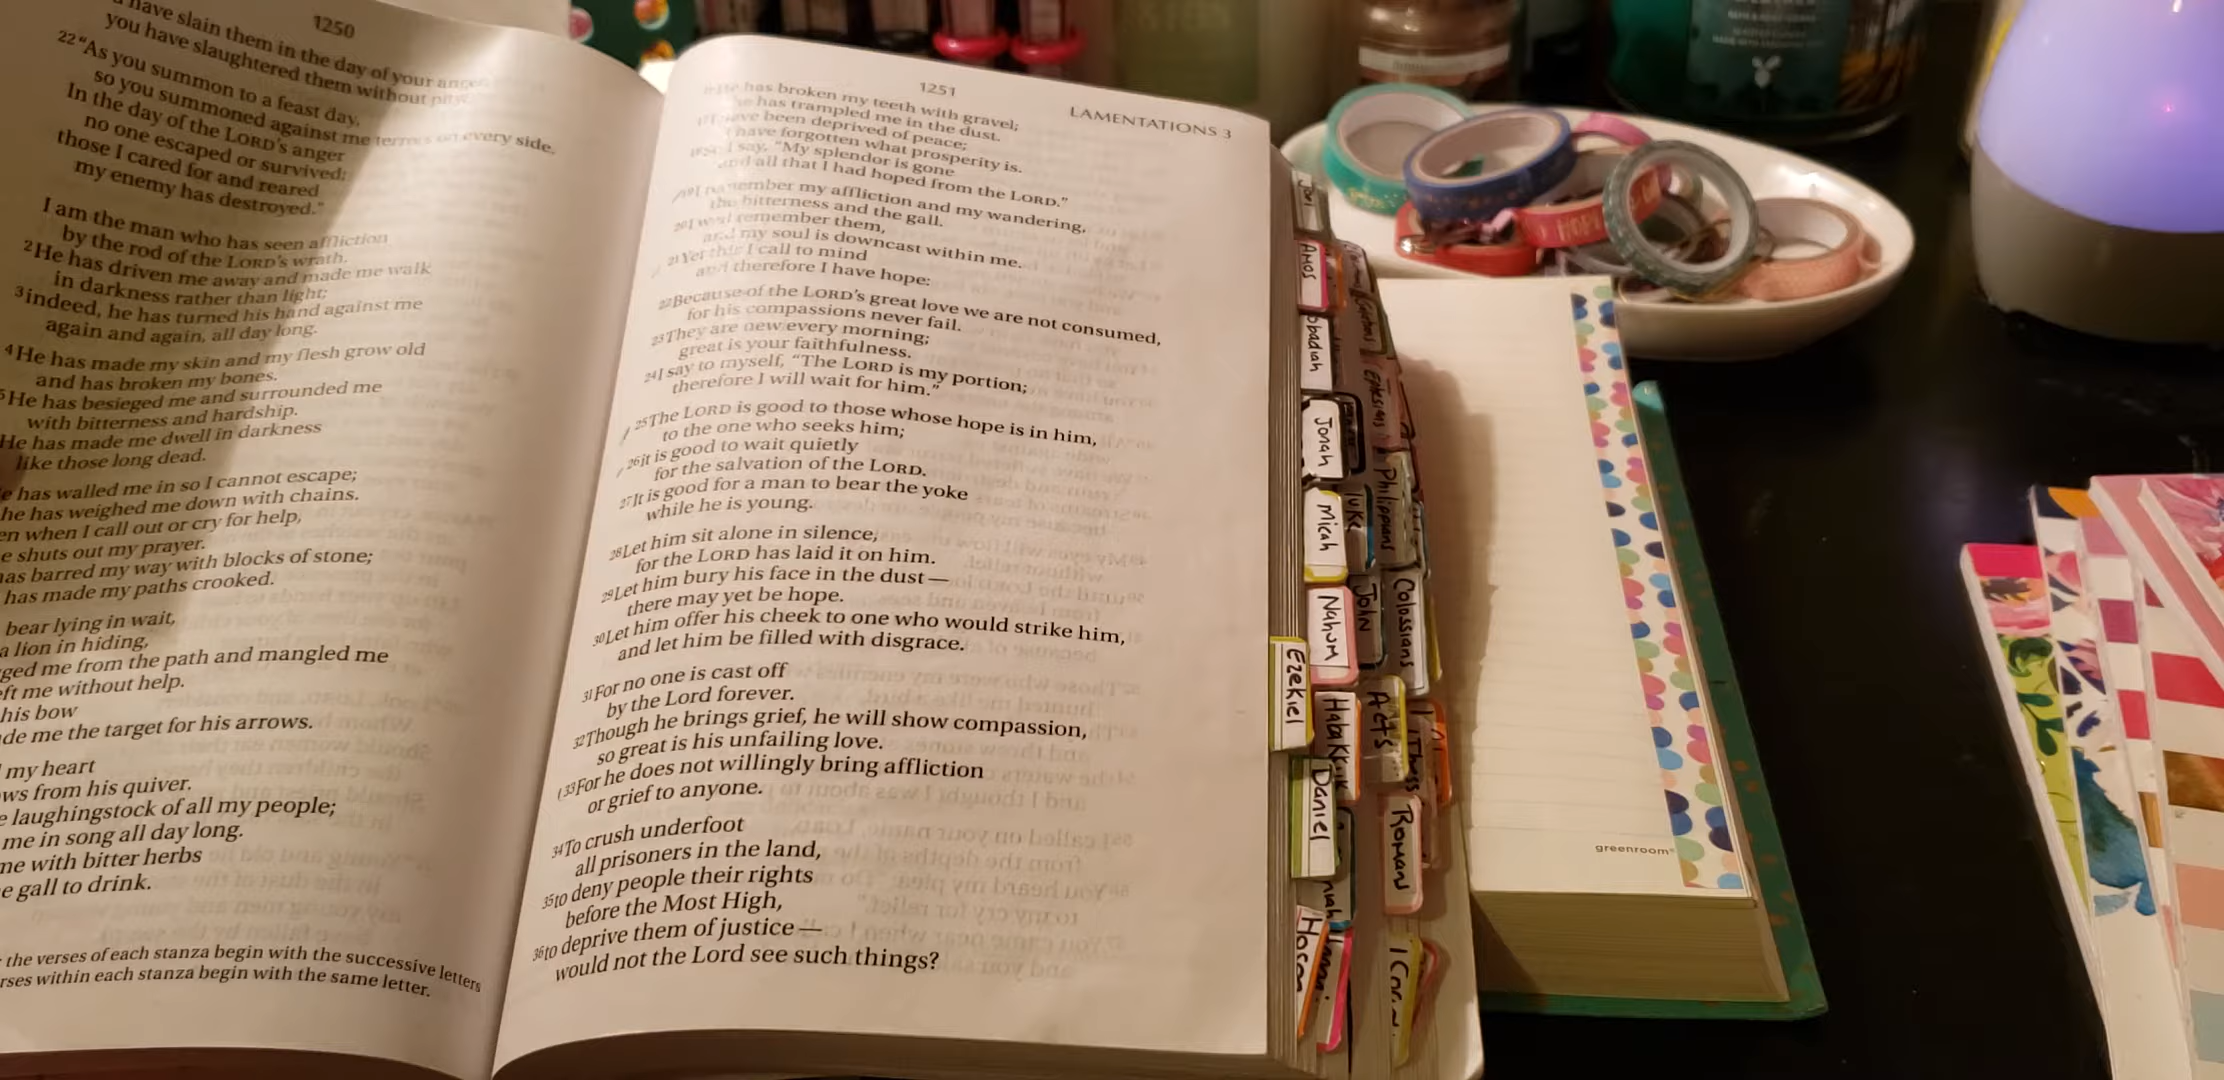 1250
have slain them in the day of your anger
you have slaughtered them without pity.
22 "As you summon to a feast day,
so you summoned against me terrors on every side.
In the day of the LORD's anger
no one escaped or survived;
those I cared for and reared
my enemy has destroyed."
I am the man who has seen affliction
by the rod of the LORD's wrath.
2 He has driven me away and made me walk
in darkness rather than light;
3 indeed, he has turned his hand against me
again and again, all day long.
4 He has made my skin and my flesh grow old
and has broken my bones.
5 He has besieged me and surrounded me
with bitterness and hardship.
He has made me dwell in darkness
like those long dead.
e has walled me in so I cannot escape;
he has weighed me down with chains.
en when I call out or cry for help,
e shuts out my prayer.
as barred my way with blocks of stone;
has made my paths crooked.
bear lying in wait,
a lion in hiding,
ged me from the path and mangled me
eft me without help.
his bow
de me the target for his arrows.
my heart
ws from his quiver.
e laughingstock of all my people;
me in song all day long.
me with bitter herbs
e gall to drink.
the verses of each stanza begin with the successive letters
rses within each stanza begin with the same letter.
1251
LAMENTATIONS 3
He has broken my teeth with gravel;
he has trampled me in the dust.
have been deprived of peace;
I have forgotten what prosperity is.
I say, "My splendor is gone
and all that I had hoped from the LORD."
19 I remember my affliction and my wandering,
the bitterness and the gall.
20 I well remember them,
and my soul is downcast within me.
21 Yet this I call to mind
and therefore I have hope:
22 Because of the LORD's great love we are not consumed,
for his compassions never fail.
23 They are new every morning;
great is your faithfulness.
24 I say to myself, "The LORD is my portion;
therefore I will wait for him."
25 The LORD is good to those whose hope is in him,
to the one who seeks him;
26 it is good to wait quietly
for the salvation of the LORD.
27 It is good for a man to bear the yoke
while he is young.
28 Let him sit alone in silence,
for the LORD has laid it on him.
29 Let him bury his face in the dust—
there may yet be hope.
30 Let him offer his cheek to one who would strike him,
and let him be filled with disgrace.
31 For no one is cast off
by the Lord forever.
32 Though he brings grief, he will show compassion,
so great is his unfailing love.
33 For he does not willingly bring affliction
or grief to anyone.
34 To crush underfoot
all prisoners in the land,
35 to deny people their rights
before the Most High,
36 to deprive them of justice—
would not the Lord see such things?
Joel
Amos
obadiah
Jonah
Micah
Nahum
Habakkuk
Ezekiel
Daniel
Hosea
Luke
John
Acts
Romans
1 Cor
Ephesians
Philippians
Colossians
greenroom